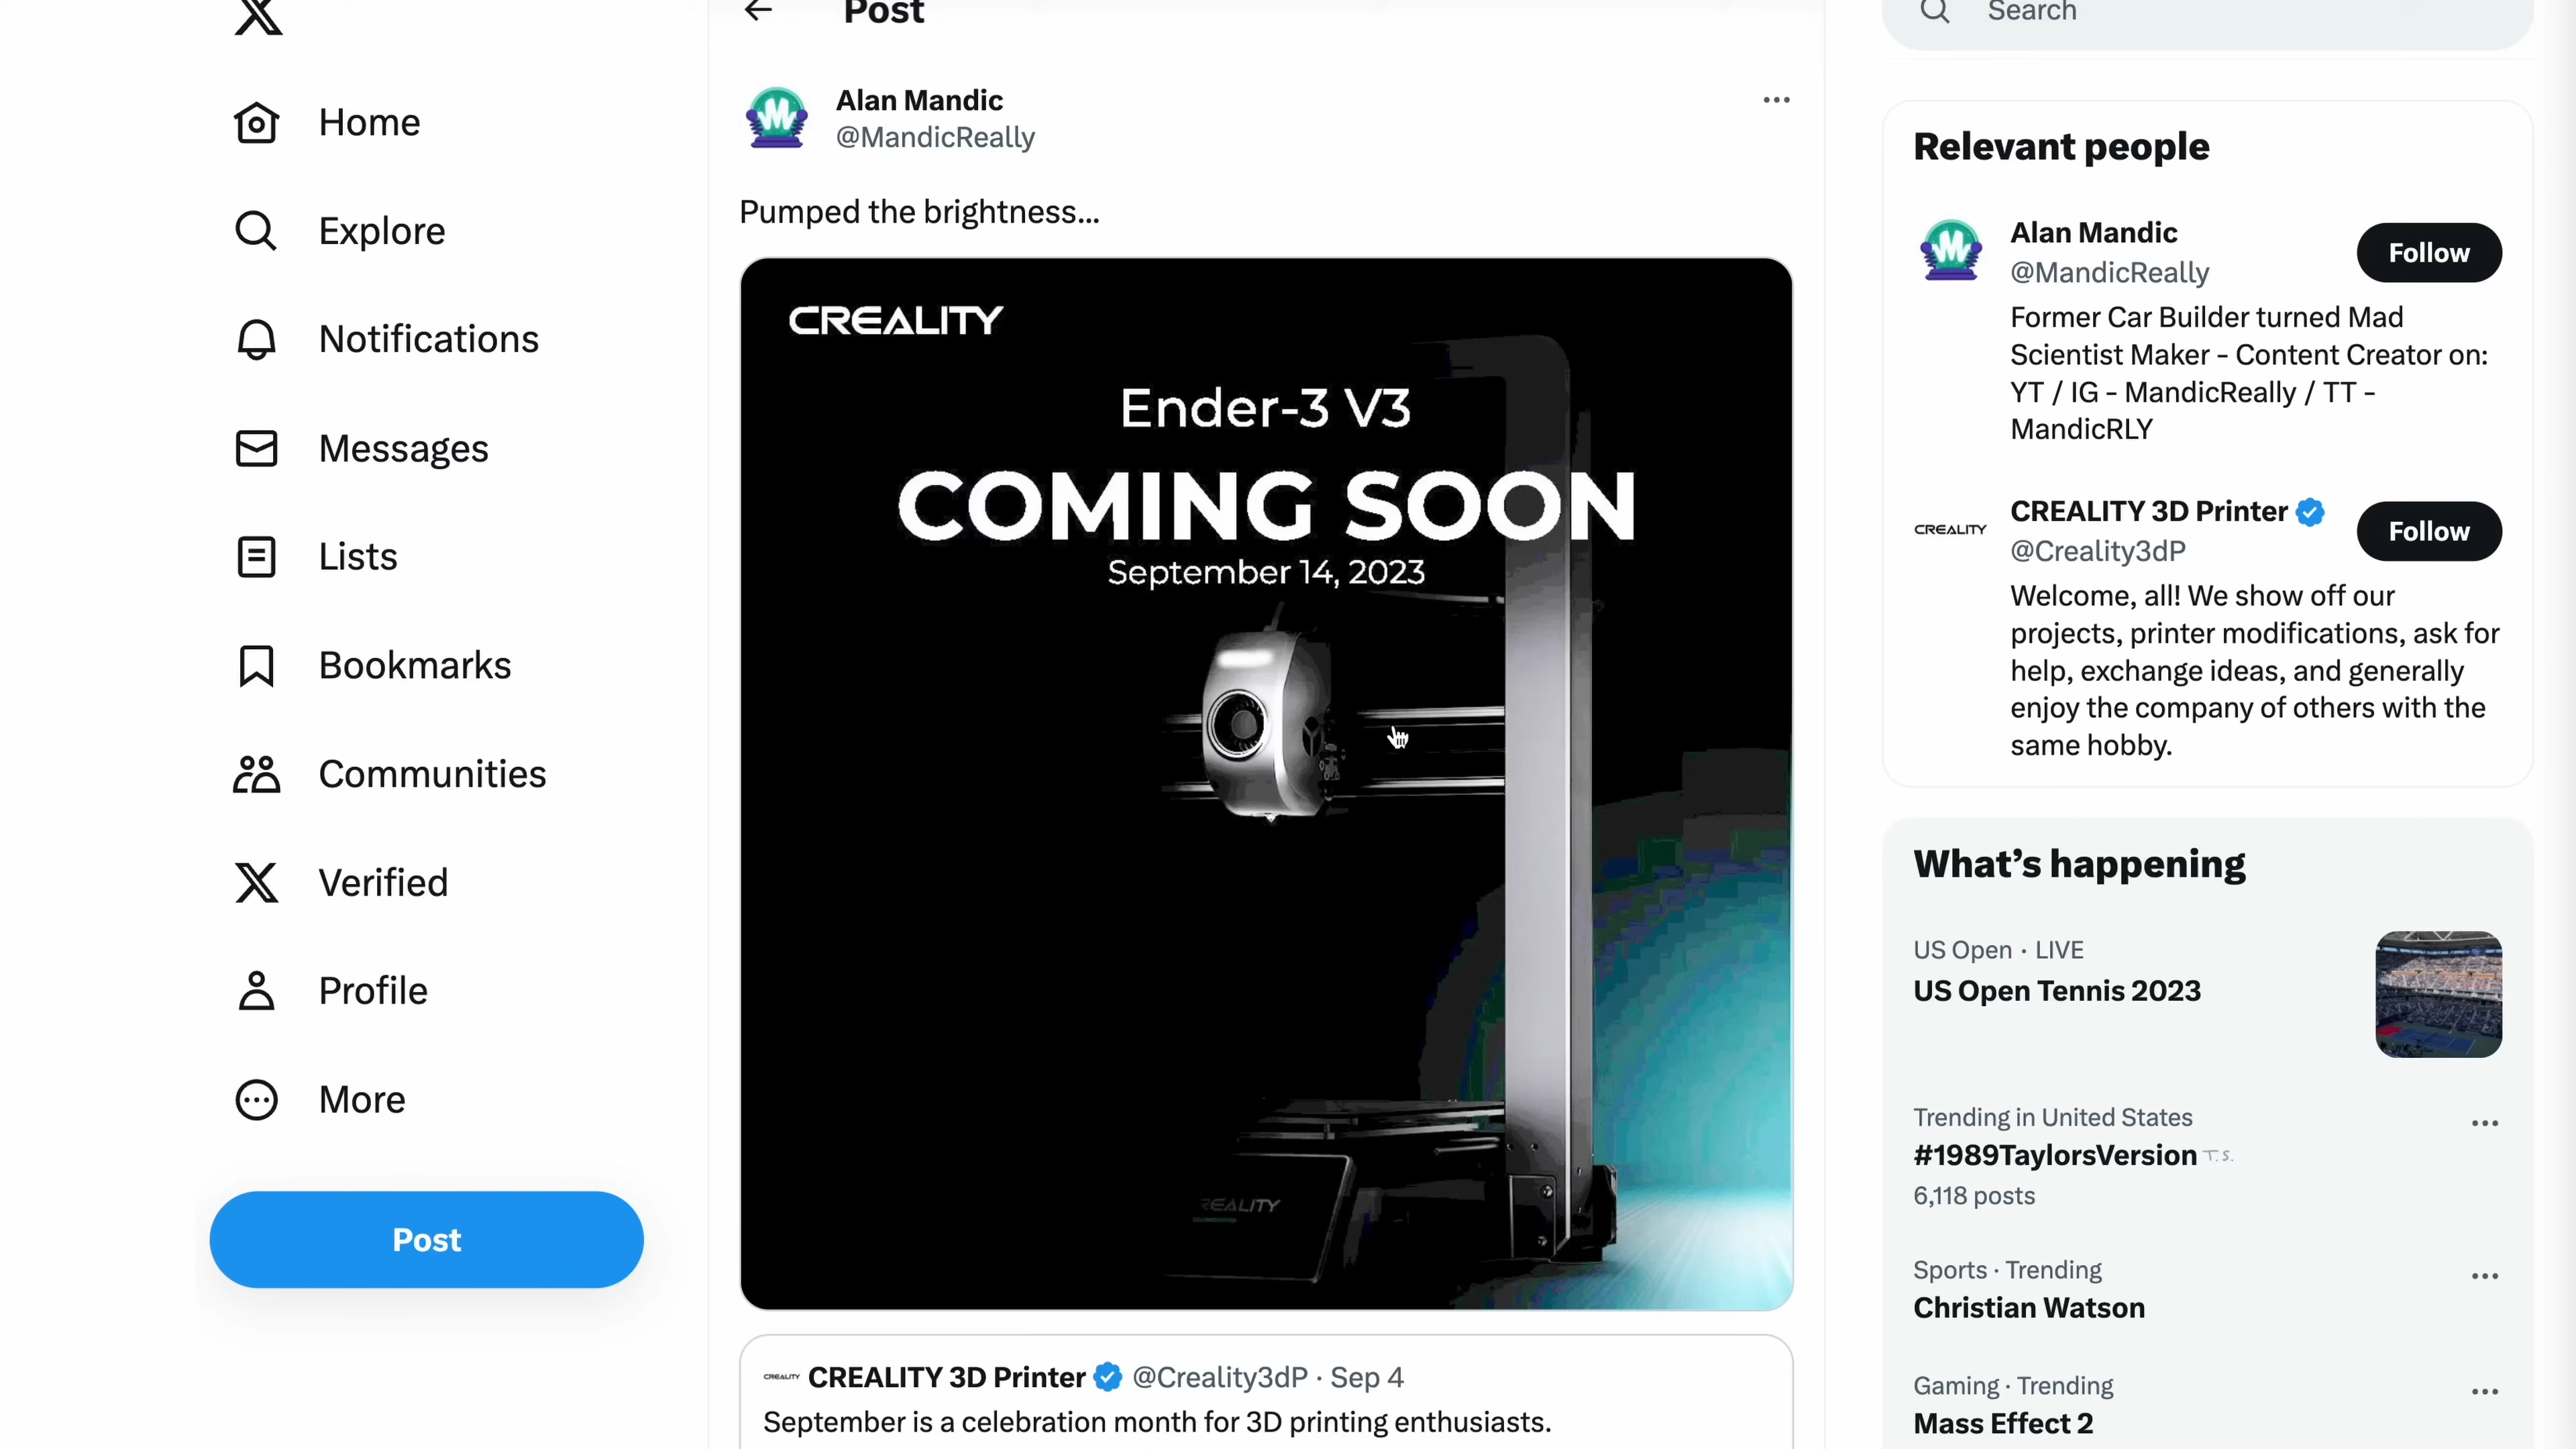 Post
Search
Home
Explore
Notifications
Messages
Lists
Bookmarks
Communities
Verified
Profile
More
Post
Alan Mandic
@MandicReally
Pumped the brightness...
CREALITY
Ender-3 V3
COMING SOON
September 14, 2023
REALITY
CREALITY
CREALITY 3D Printer @Creality3dP · Sep 4
September is a celebration month for 3D printing enthusiasts.
Relevant people
Alan Mandic
@MandicReally
Follow
Former Car Builder turned Mad
Scientist Maker - Content Creator on:
YT / IG - MandicReally / TT -
MandicRLY
CREALITY
CREALITY 3D Printer
@Creality3dP
Follow
Welcome, all! We show off our
projects, printer modifications, ask for
help, exchange ideas, and generally
enjoy the company of others with the
same hobby.
What's happening
US Open · LIVE
US Open Tennis 2023
Trending in United States
#1989TaylorsVersion T.S.
6,118 posts
Sports · Trending
Christian Watson
Gaming · Trending
Mass Effect 2